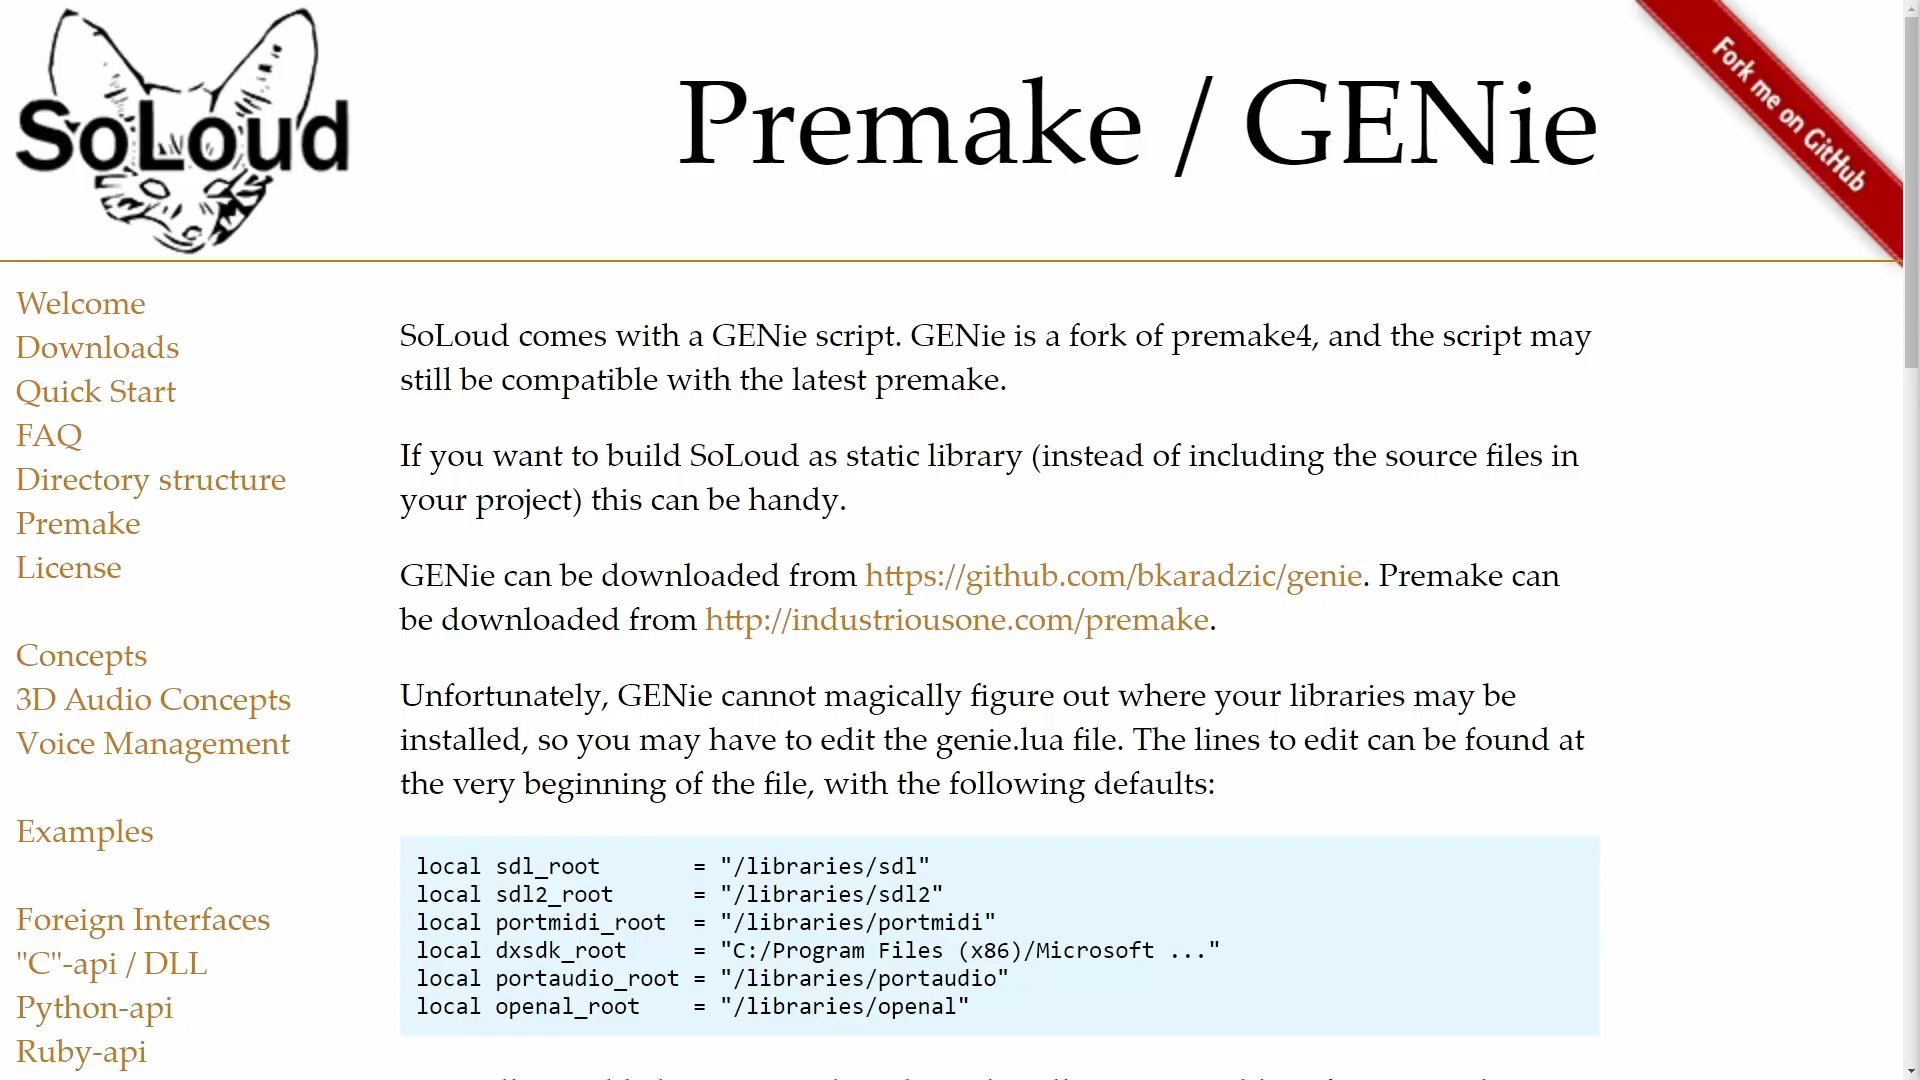 SoLoud
Premake / GENie
Fork me on GitHub
Welcome
Downloads
Quick Start
FAQ
Directory structure
Premake
License
Concepts
3D Audio Concepts
Voice Management
Examples
Foreign Interfaces
"C"-api / DLL
Python-api
Ruby-api
SoLoud comes with a GENie script. GENie is a fork of premake4, and the script may
still be compatible with the latest premake.
If you want to build SoLoud as static library (instead of including the source files in
your project) this can be handy.
GENie can be downloaded from https://github.com/bkaradzic/genie. Premake can
be downloaded from http://industriousone.com/premake.
Unfortunately, GENie cannot magically figure out where your libraries may be
installed, so you may have to edit the genie.lua file. The lines to edit can be found at
the very beginning of the file, with the following defaults:
local sdl_root       = "/libraries/sdl"
local sdl2_root      = "/libraries/sdl2"
local portmidi_root  = "/libraries/portmidi"
local dxsdk_root     = "C:/Program Files (x86)/Microsoft ..."
local portaudio_root = "/libraries/portaudio"
local openal_root    = "/libraries/openal"